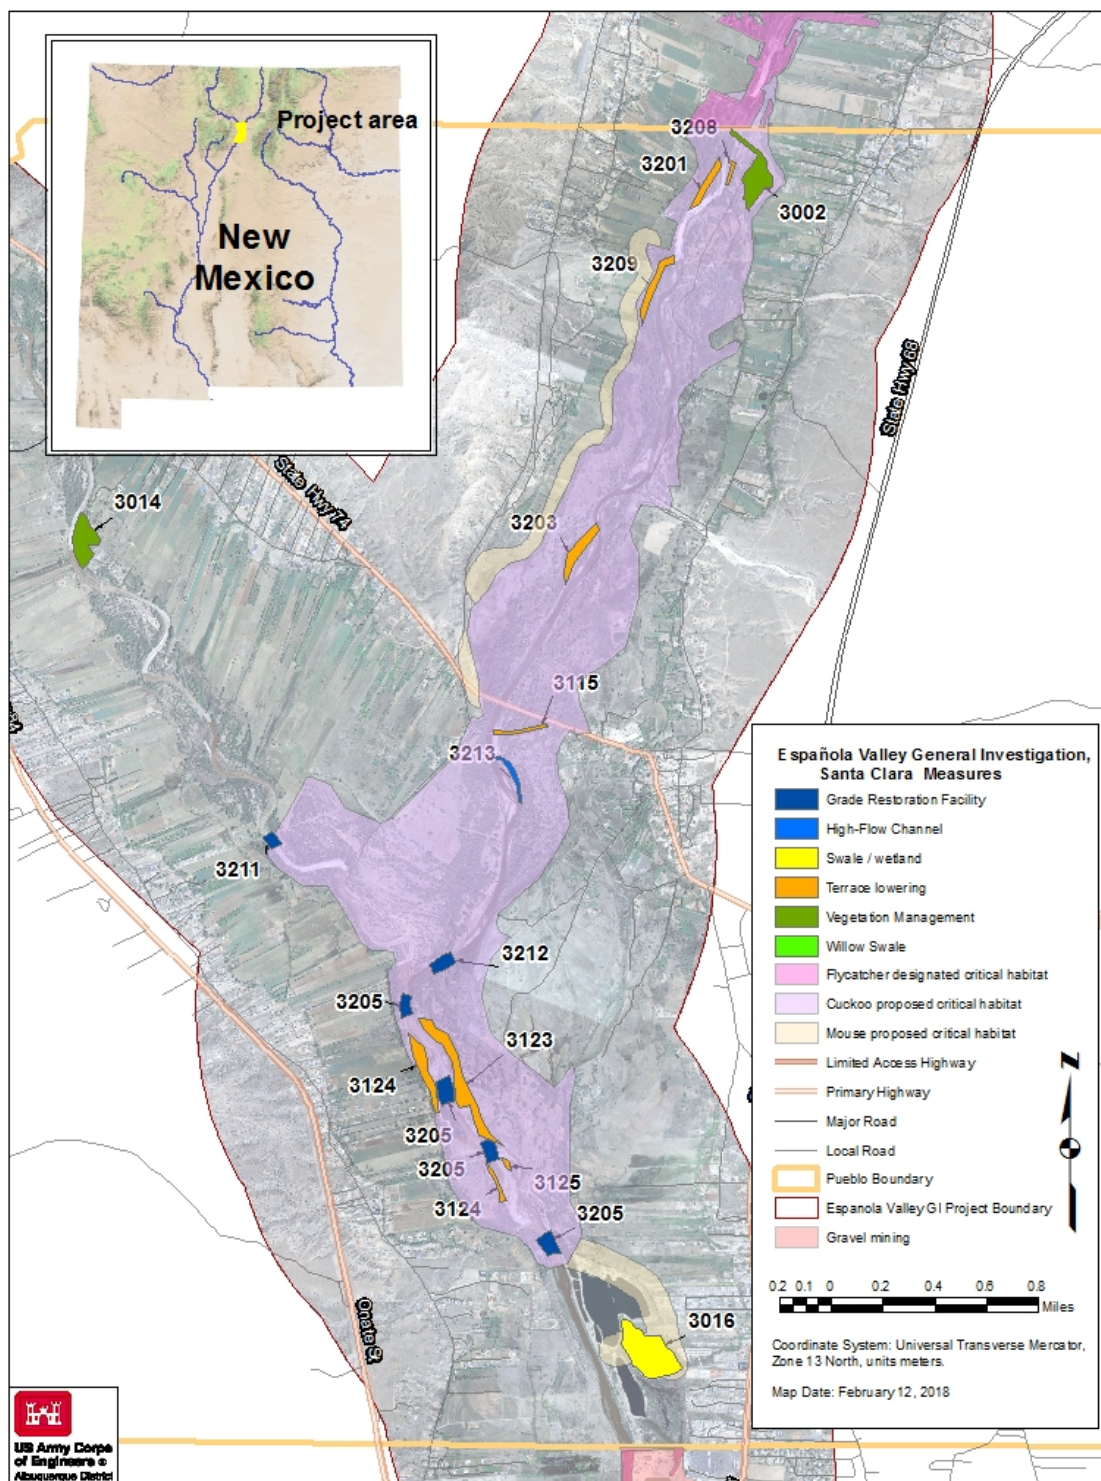 Project area
New
Mexico
3208
3201
3002
3209
State Hwy 68
State Hwy 74
3014
3203
3115
3213
3211
3212
3205
3123
3124
3205
3205
3125
3124
3205
3016
Onate St
Española Valley General Investigation,
Santa Clara Measures
Grade Restoration Facility
High-Flow Channel
Swale / wetland
Terrace lowering
Vegetation Management
Willow Swale
Flycatcher designated critical habitat
Cuckoo proposed critical habitat
Mouse proposed critical habitat
Limited Access Highway
Primary Highway
Major Road
Local Road
Pueblo Boundary
Espanola Valley GI Project Boundary
Gravel mining
N
0.2 0.1 0 0.2 0.4 0.6 0.8
Miles
Coordinate System: Universal Transverse Mercator,
Zone 13 North, units meters.
Map Date: February 12, 2018
US Army Corps
of Engineers ®
Albuquerque District